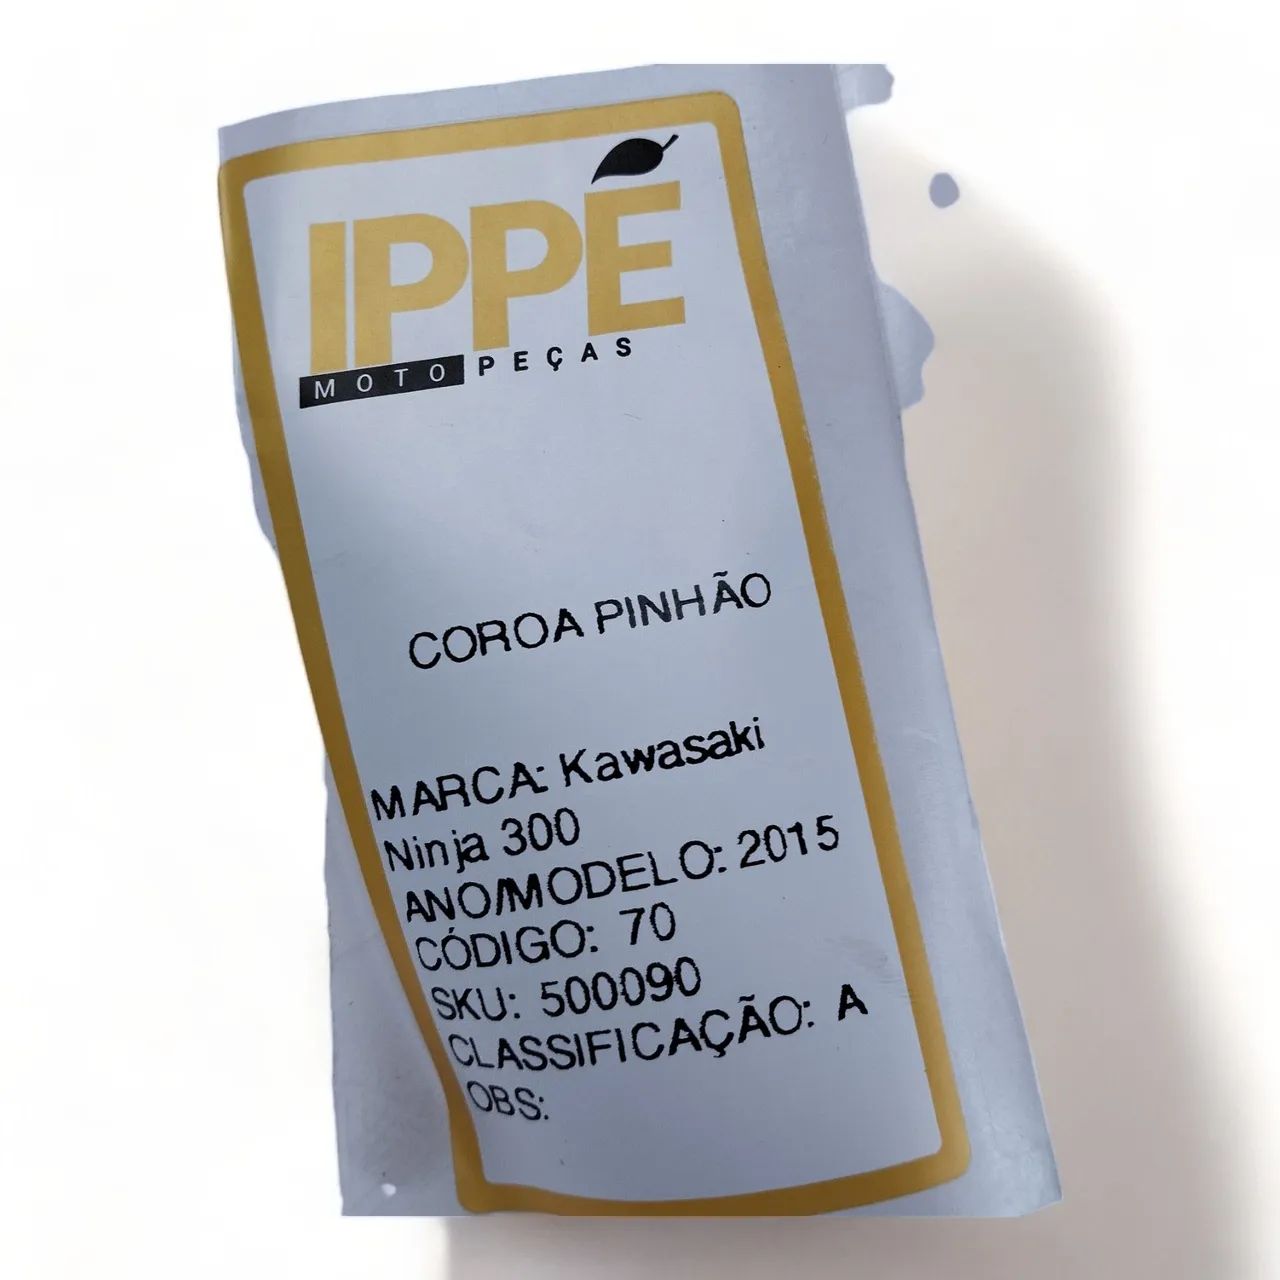 IPPÉ
MOTO PEÇAS
COROA PINHÃO
MARCA: Kawasaki
Ninja 300
ANO/MODELO: 2015
CÓDIGO: 70
SKU: 500090
CLASSIFICAÇÃO: A
OBS: